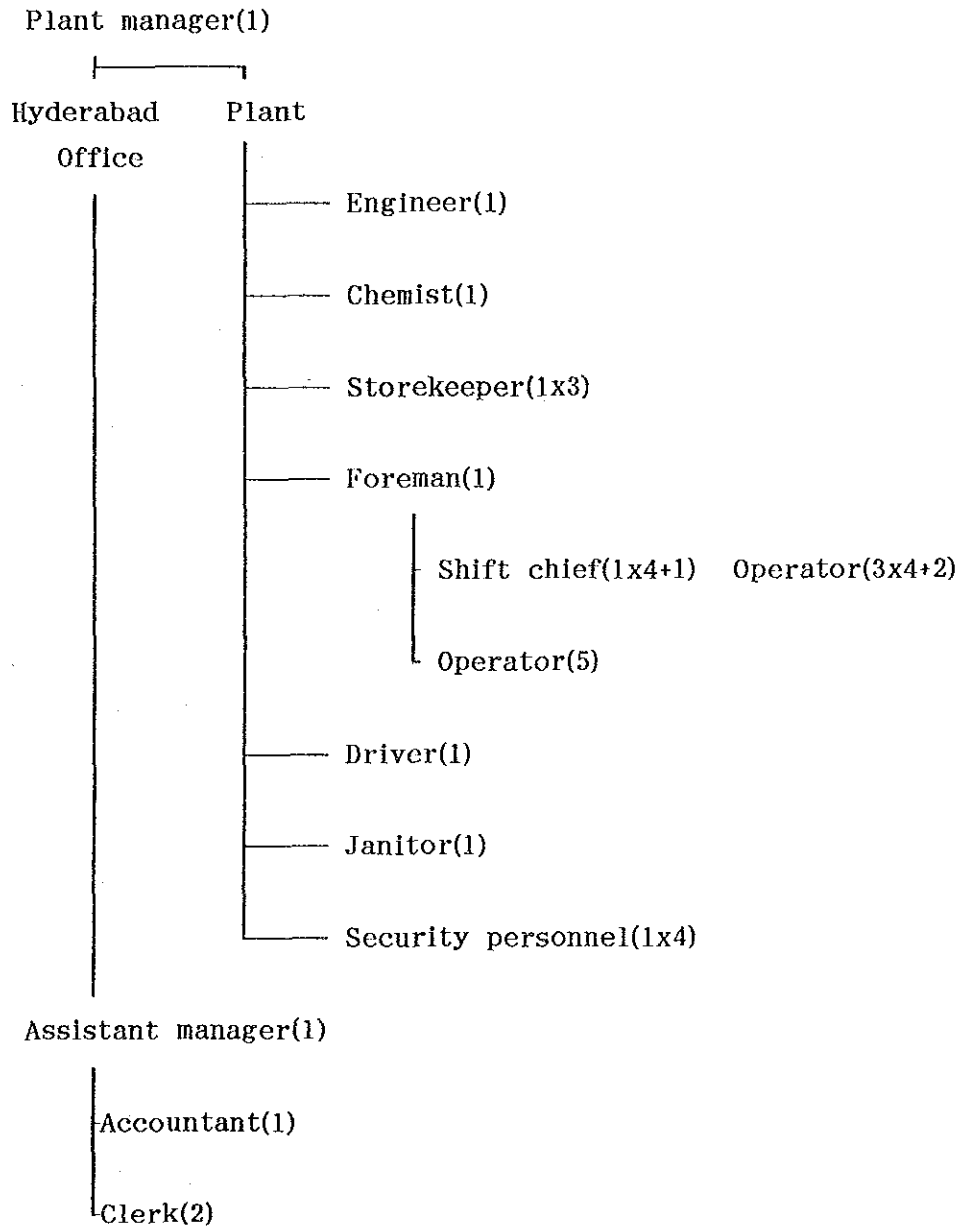 Plant manager(1)
Hyderabad Plant
Office
Engineer(1)
Chemist(1)
Storekeeper(1x3)
Foreman(1)
Shift chief(1x4+1) Operator(3x4+2)
Operator(5)
Driver(1)
Janitor(1)
Security personnel(1x4)
Assistant manager(1)
Accountant(1)
Clerk(2)